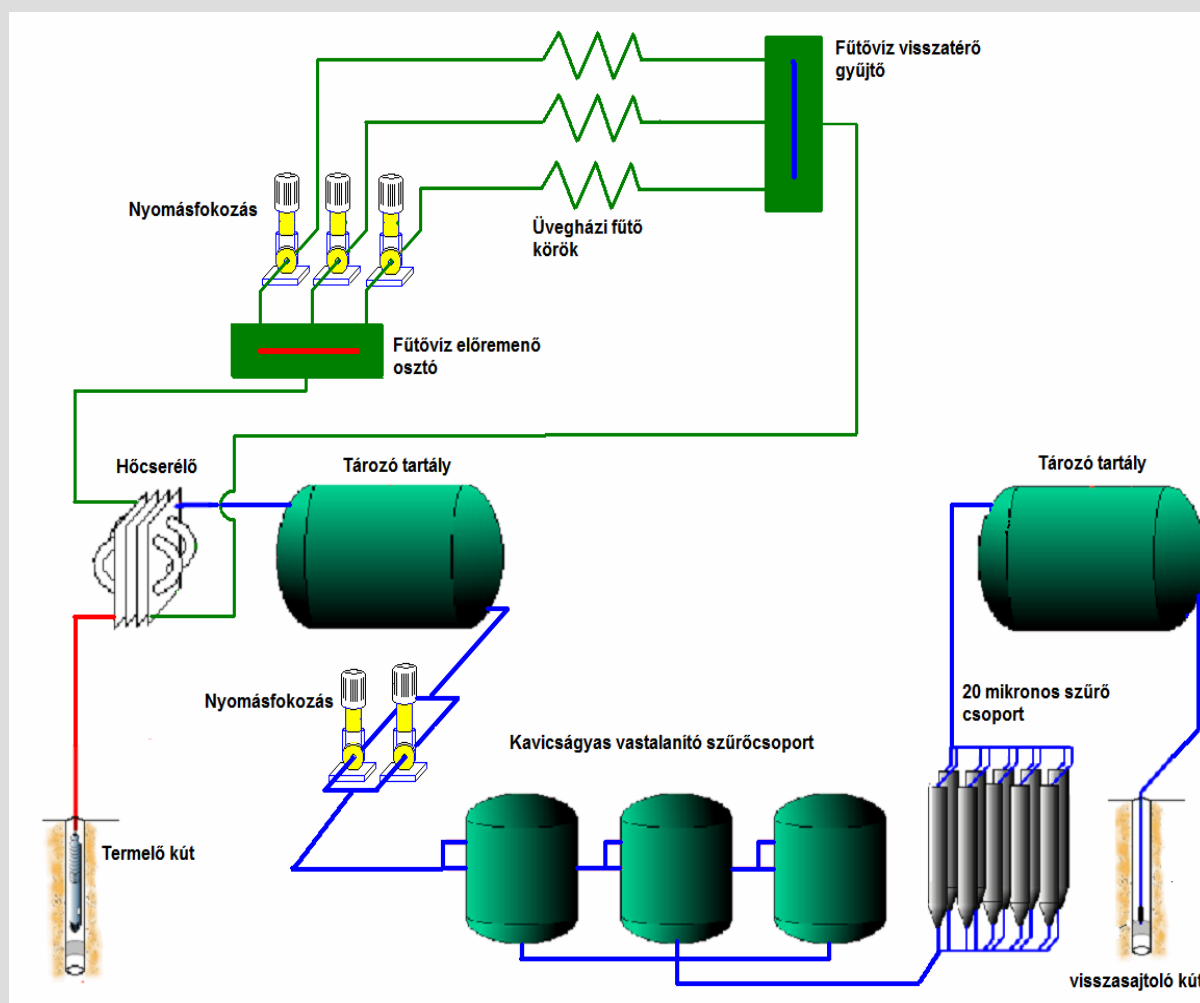 Fűtővíz visszatérő
gyűjtő
Nyomásfokozás
Üvegházi fűtő
körök
Fűtővíz előremenő
osztó
Hőcserélő
Tározó tartály
Tározó tartály
Nyomásfokozás
20 mikronos szűrő
csoport
Kavicságyas vastalanító szűrőcsoport
Termelő kút
visszasajtoló kút